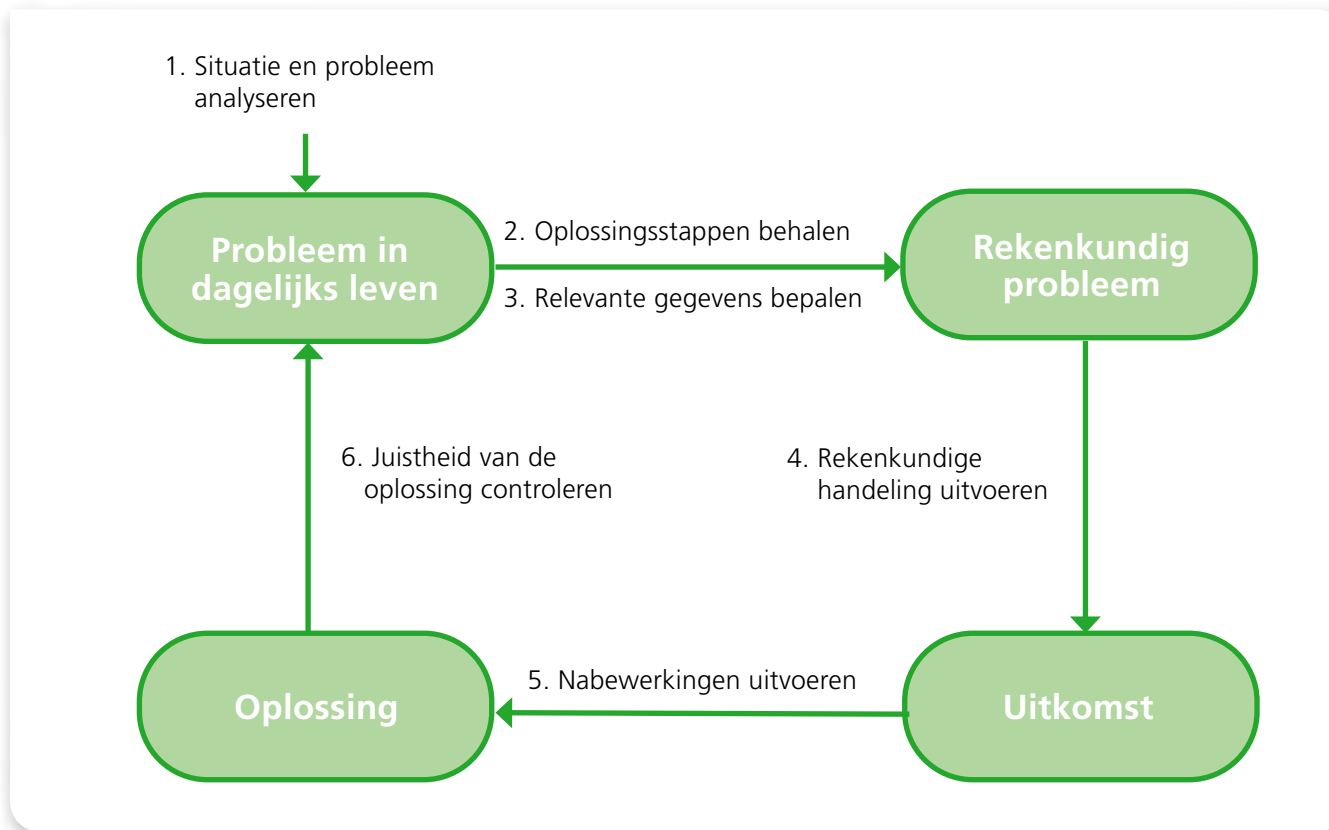 1. Situatie en probleem
analyseren
Probleem in
dagelijks leven
2. Oplossingsstappen behalen
3. Relevante gegevens bepalen
Rekenkundig
probleem
6. Juistheid van de
oplossing controleren
4. Rekenkundige
handeling uitvoeren
Oplossing
5. Nabewerkingen uitvoeren
Uitkomst